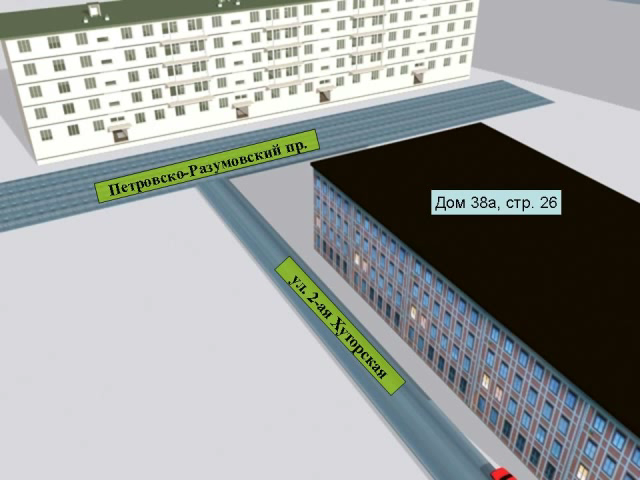 Петровско-Разумовский пр.
Дом 38а, стр. 26
ул. 2-ая Хуторская